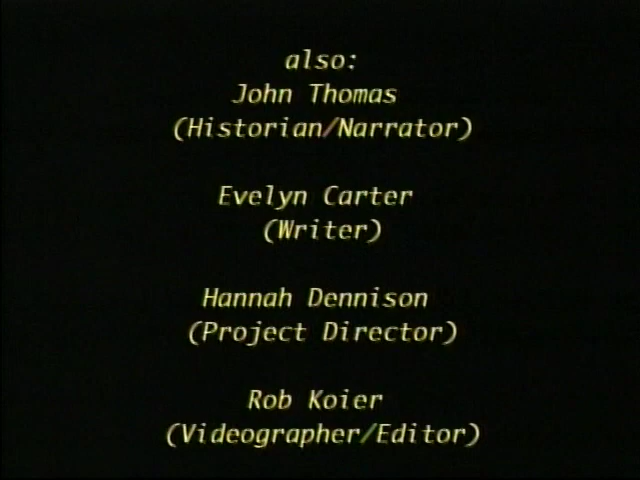 also:
John Thomas
(Historian/Narrator)
Evelyn Carter
(Writer)
Hannah Dennison
(Project Director)
Rob Koier
(Videographer/Editor)